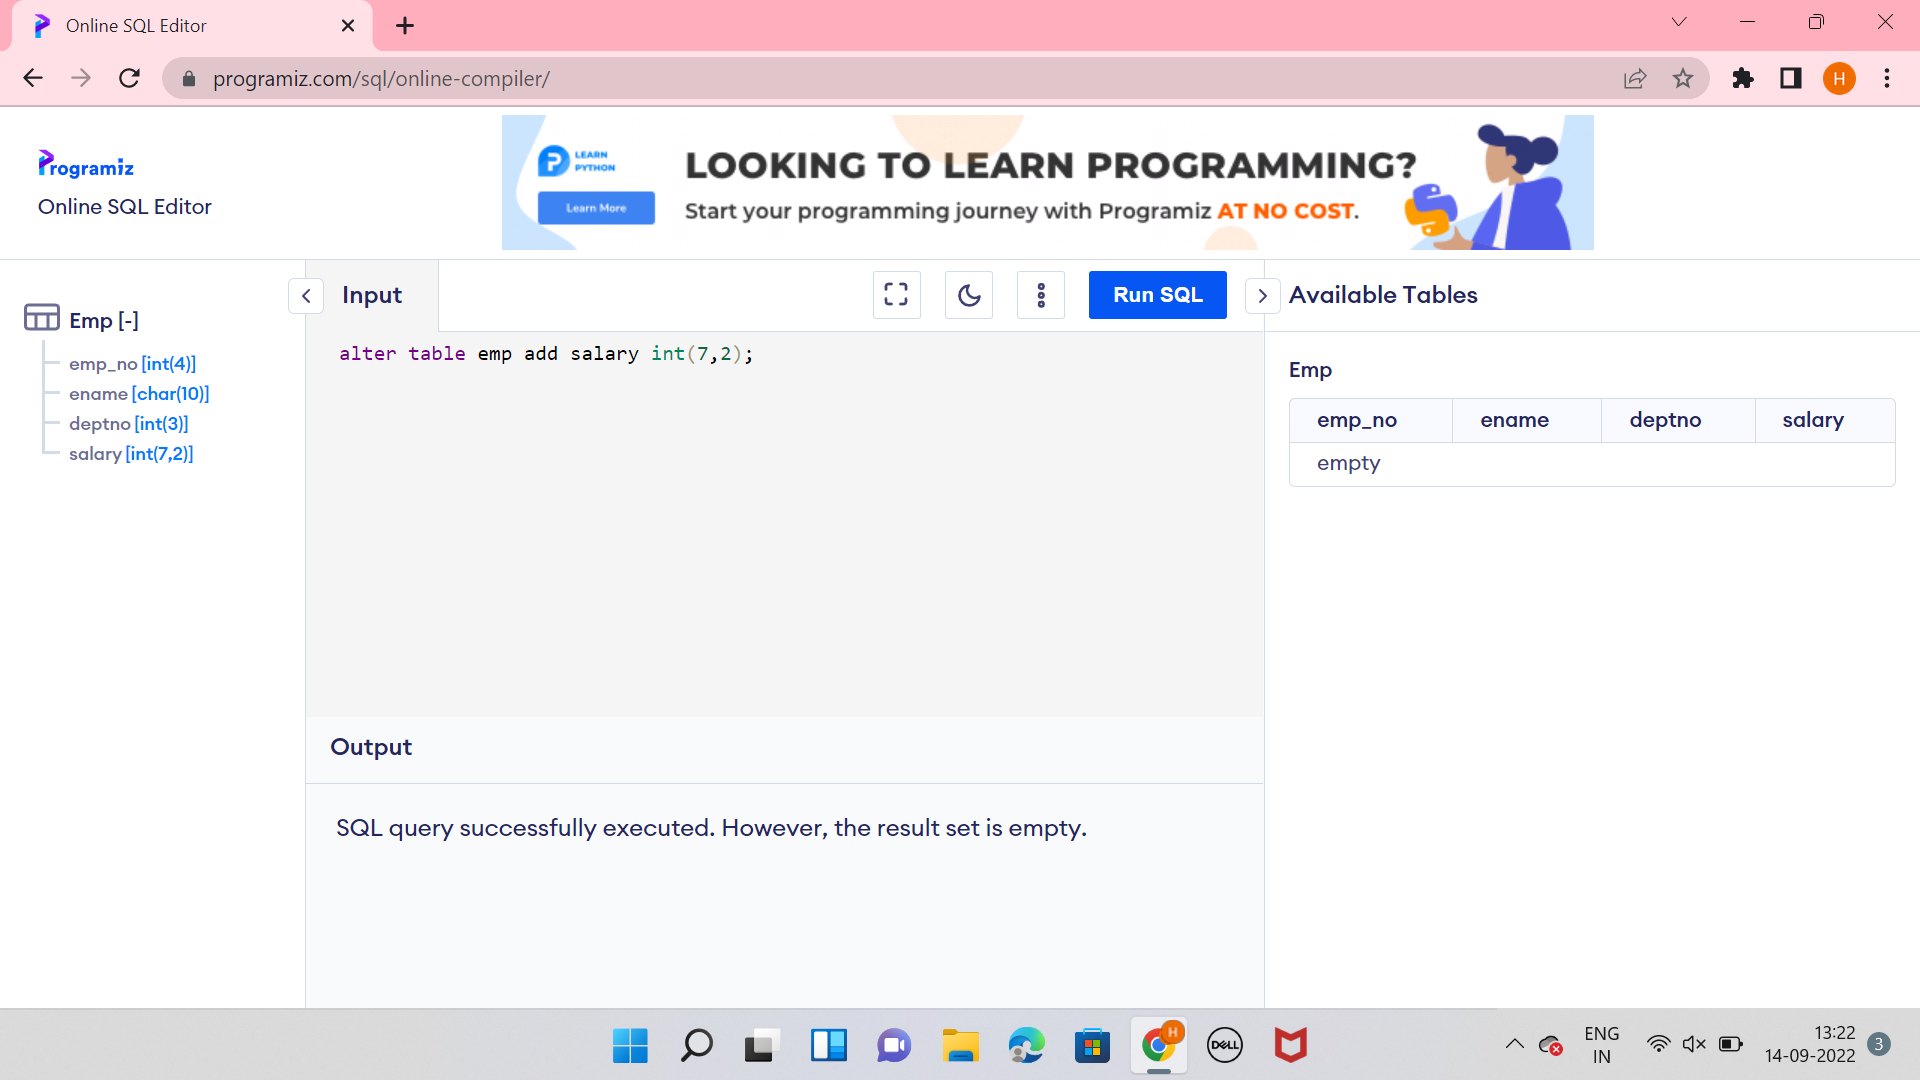 Online SQL Editor
programiz.com/sql/online-compiler/
H
Programiz
Online SQL Editor
LEARN
PYTHON
Learn More
LOOKING TO LEARN PROGRAMMING?
Start your programming journey with Programiz AT NO COST.
Emp [-]
emp_no [int(4)]
ename [char(10)]
deptno [int(3)]
salary [int(7,2)]
Input
Run SQL
alter table emp add salary int(7,2);
Output
SQL query successfully executed. However, the result set is empty.
Available Tables
Emp
emp_no ename deptno salary
empty
H
DELL
ENG
IN
13:22
14-09-2022
3